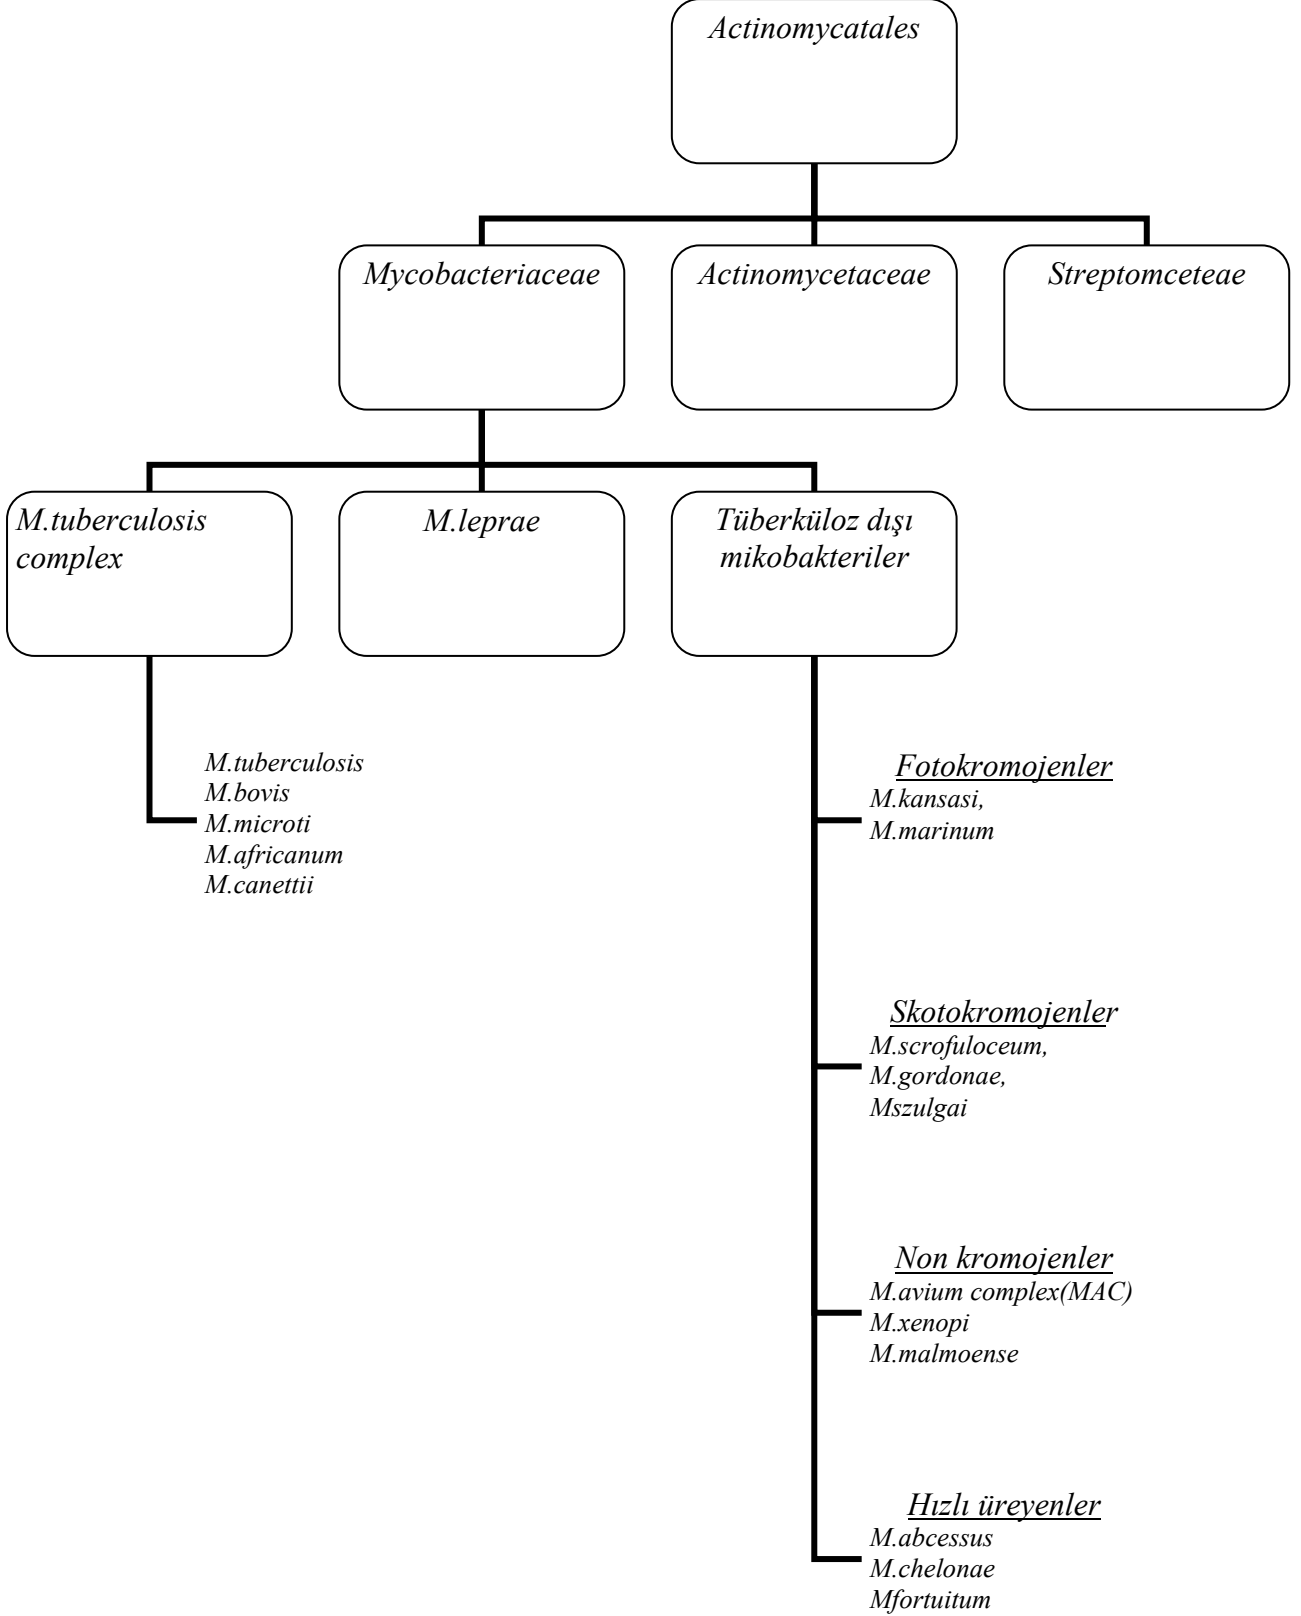 Actinomycatales
Mycobacteriaceae
Actinomycetaceae
Streptomceteae
M.tuberculosis
complex
M.leprae
Tüberküloz dışı
mikobakteriler
M.tuberculosis
M.bovis
M.microti
M.africanum
M.canettii
Fotokromojenler
M.kansasi,
M.marinum
Skotokromojenler
M.scrofuloceum,
M.gordonae,
Mszulgai
Non kromojenler
M.avium complex(MAC)
M.xenopi
M.malmoense
Hızlı üreyenler
M.abcessus
M.chelonae
Mfortuitum